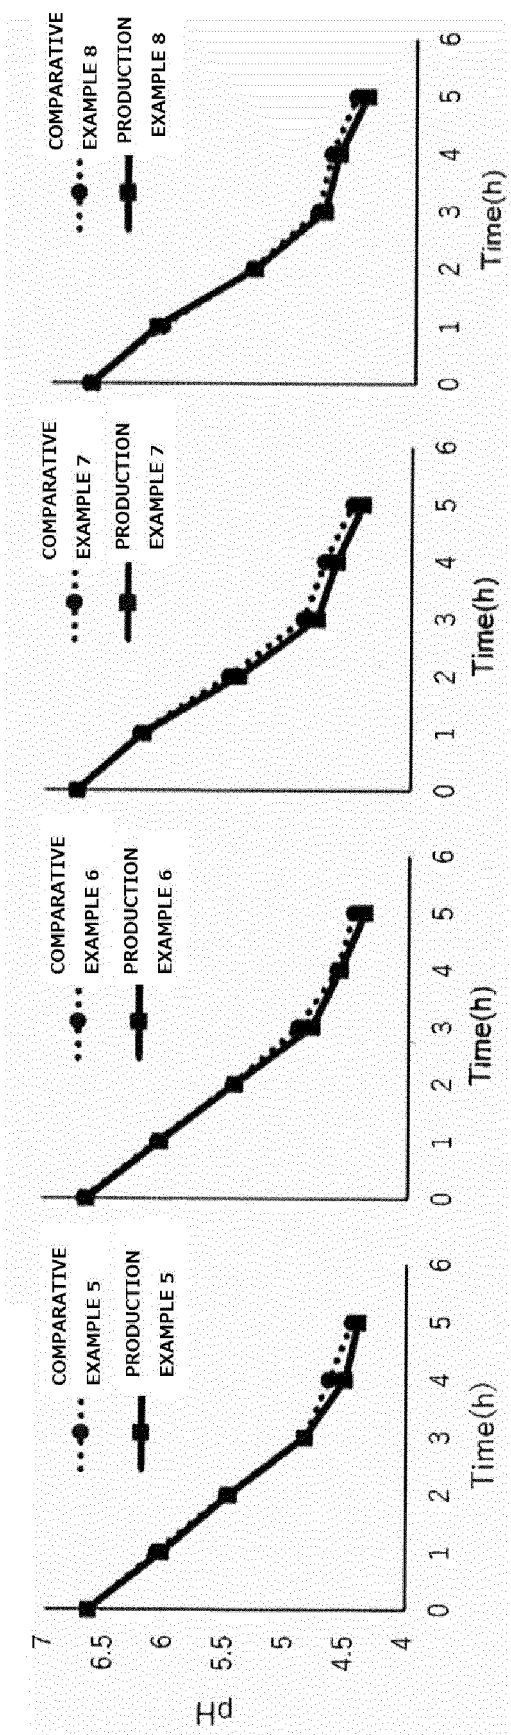 pH
7
6.5
6
5.5
5
4.5
4
COMPARATIVE
EXAMPLE 5
PRODUCTION
EXAMPLE 5
0 1 2 3 4 5 6
Time(h)
COMPARATIVE
EXAMPLE 6
PRODUCTION
EXAMPLE 6
0 1 2 3 4 5 6
Time(h)
COMPARATIVE
EXAMPLE 7
PRODUCTION
EXAMPLE 7
0 1 2 3 4 5 6
Time(h)
COMPARATIVE
EXAMPLE 8
PRODUCTION
EXAMPLE 8
0 1 2 3 4 5 6
Time(h)